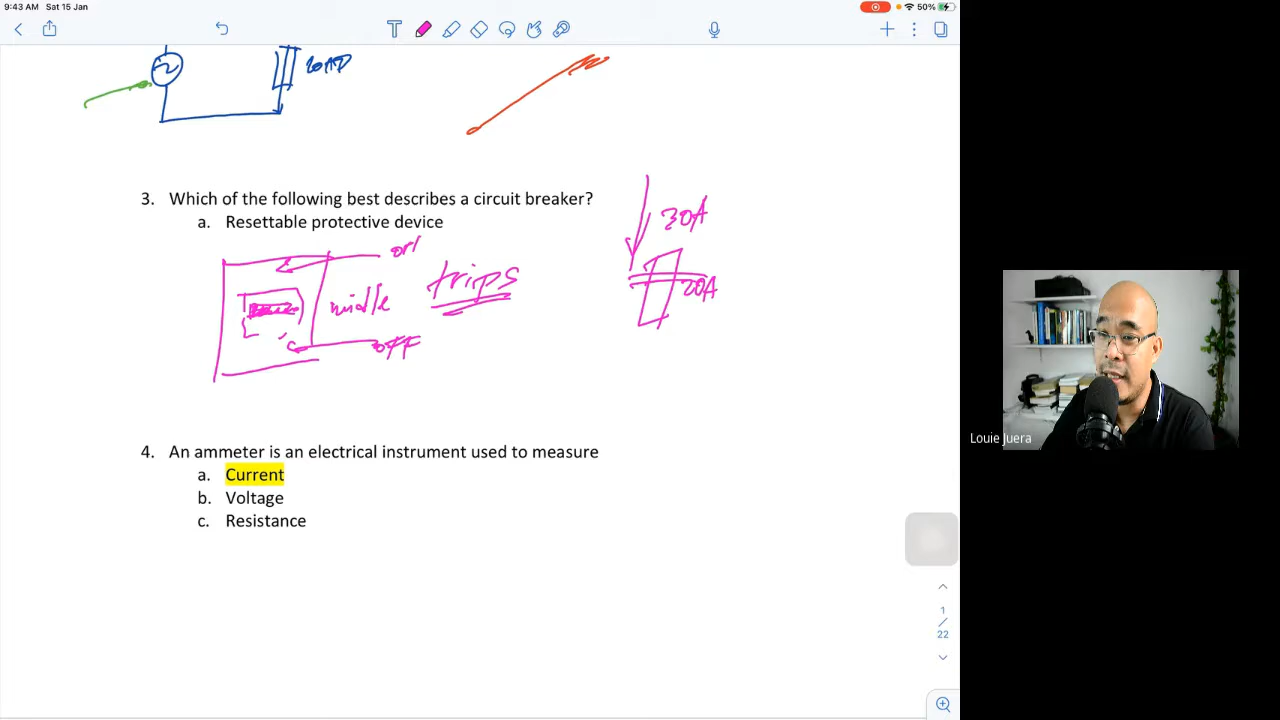 9:43 AM Sat 15 Jan
50%
LOAD
3. Which of the following best describes a circuit breaker?
a. Resettable protective device
on
30A
trips
middle
20A
OFF
4. An ammeter is an electrical instrument used to measure
a. Current
b. Voltage
c. Resistance
Louie Juera
1
/
22